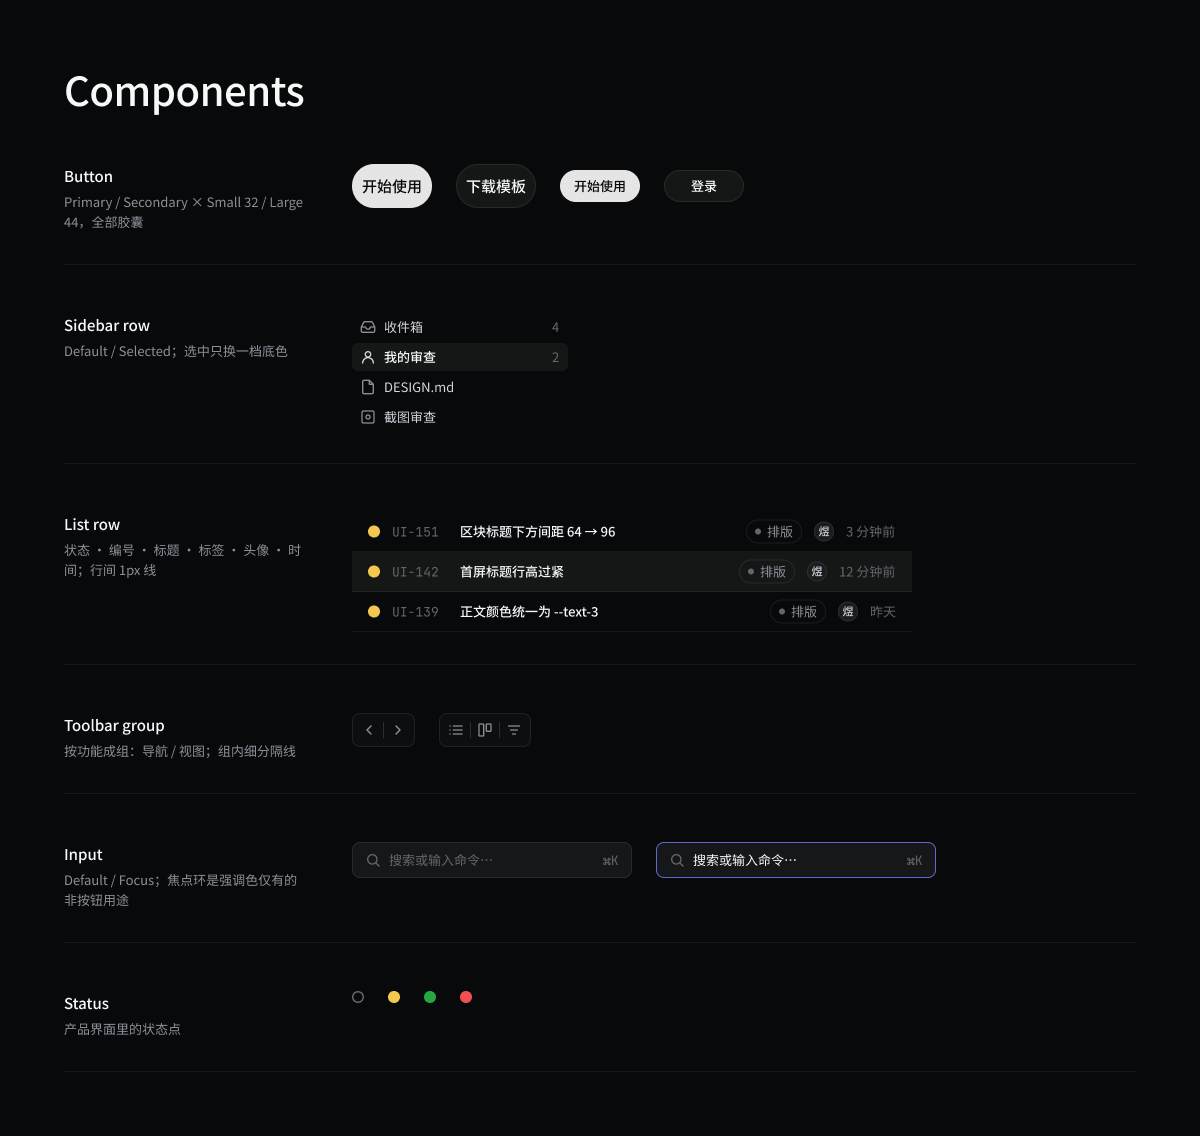 Components
Button
Primary / Secondary × Small 32 / Large
44，全部胶囊
开始使用
下载模板
开始使用
登录
Sidebar row
Default / Selected；选中只换一档底色
收件箱 4
我的审查 2
DESIGN.md
截图审查
List row
状态 · 编号 · 标题 · 标签 · 头像 · 时
间；行间 1px 线
UI-151 区块标题下方间距 64 → 96 排版 煜 3 分钟前
UI-142 首屏标题行高过紧 排版 煜 12 分钟前
UI-139 正文颜色统一为 --text-3 排版 煜 昨天
Toolbar group
按功能成组：导航 / 视图；组内细分隔线
Input
Default / Focus；焦点环是强调色仅有的
非按钮用途
搜索或输入命令… ⌘K
搜索或输入命令… ⌘K
Status
产品界面里的状态点